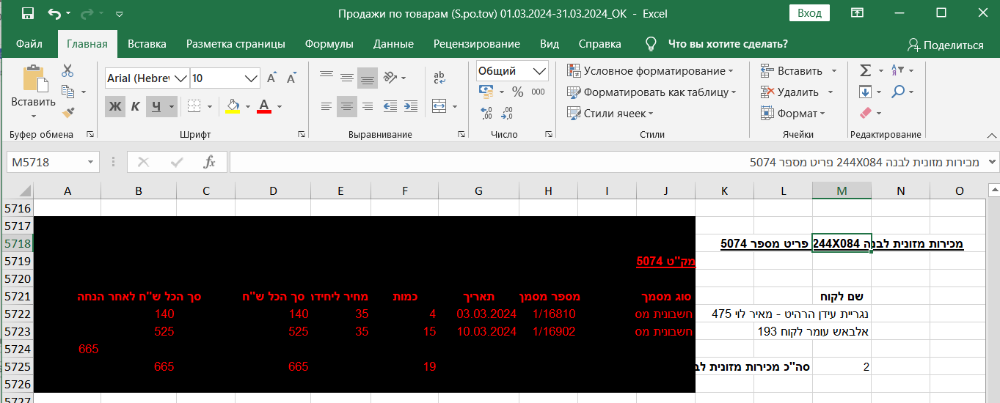 Продажи по товарам (S.po.tov) 01.03.2024-31.03.2024_ОК - Excel
Вход
Файл Главная Вставка Разметка страницы Формулы Данные Рецензирование Вид Справка Что вы хотите сделать? Поделиться
Вставить
Буфер обмена
Arial (Hebrew 10
Ж К Ч
Шрифт
Выравнивание
Общий
% 000
Число
Условное форматирование
Форматировать как таблицу
Стили ячеек
Стили
Вставить
Удалить
Формат
Ячейки
Редактирование
M5718 fx מכירות מזונית לבנה 244X084 פריט מספר 5074
A B C D E F G H I J K L M N O
5716
5717
5718 מכירות מזונית לבנה 244X084 פריט מספר 5074
5719 מק"ט 5074
5720
5721 סך הכל ש"ח לאחר הנחה סך הכל ש"ח מחיר ליחידה כמות תאריך מספר מסמך סוג מסמך שם לקוח
5722 140 140 35 4 03.03.2024 1/16810 חשבונית מס נגריית עידן הרהיט - מאיר לוי 475
5723 525 525 35 15 10.03.2024 1/16902 חשבונית מס אלבאש עומר לקוח 193
5724 665
5725 665 665 19 סה"כ מכירות מזונית לב 2
5726
5727